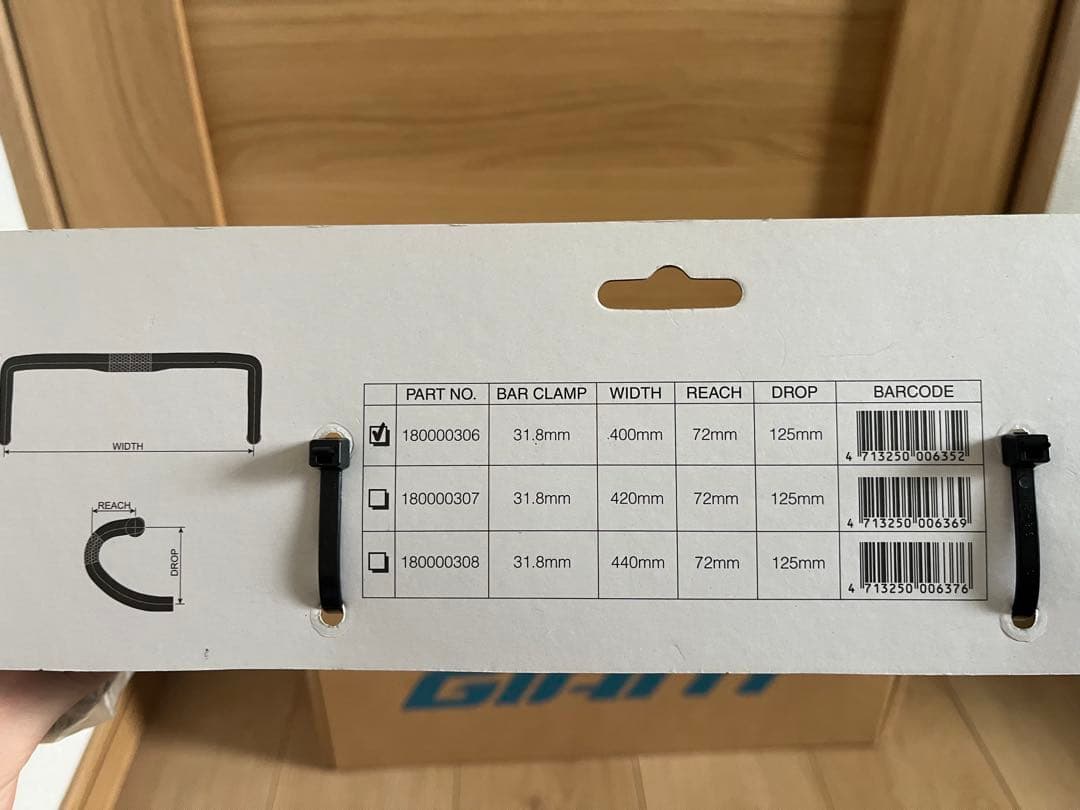 PART NO. BAR CLAMP WIDTH REACH DROP BARCODE
180000306 31.8mm 400mm 72mm 125mm 4 713250 006352
180000307 31.8mm 420mm 72mm 125mm 4 713250 006369
180000308 31.8mm 440mm 72mm 125mm 4 713250 006376
WIDTH
REACH
DROP
GIANT